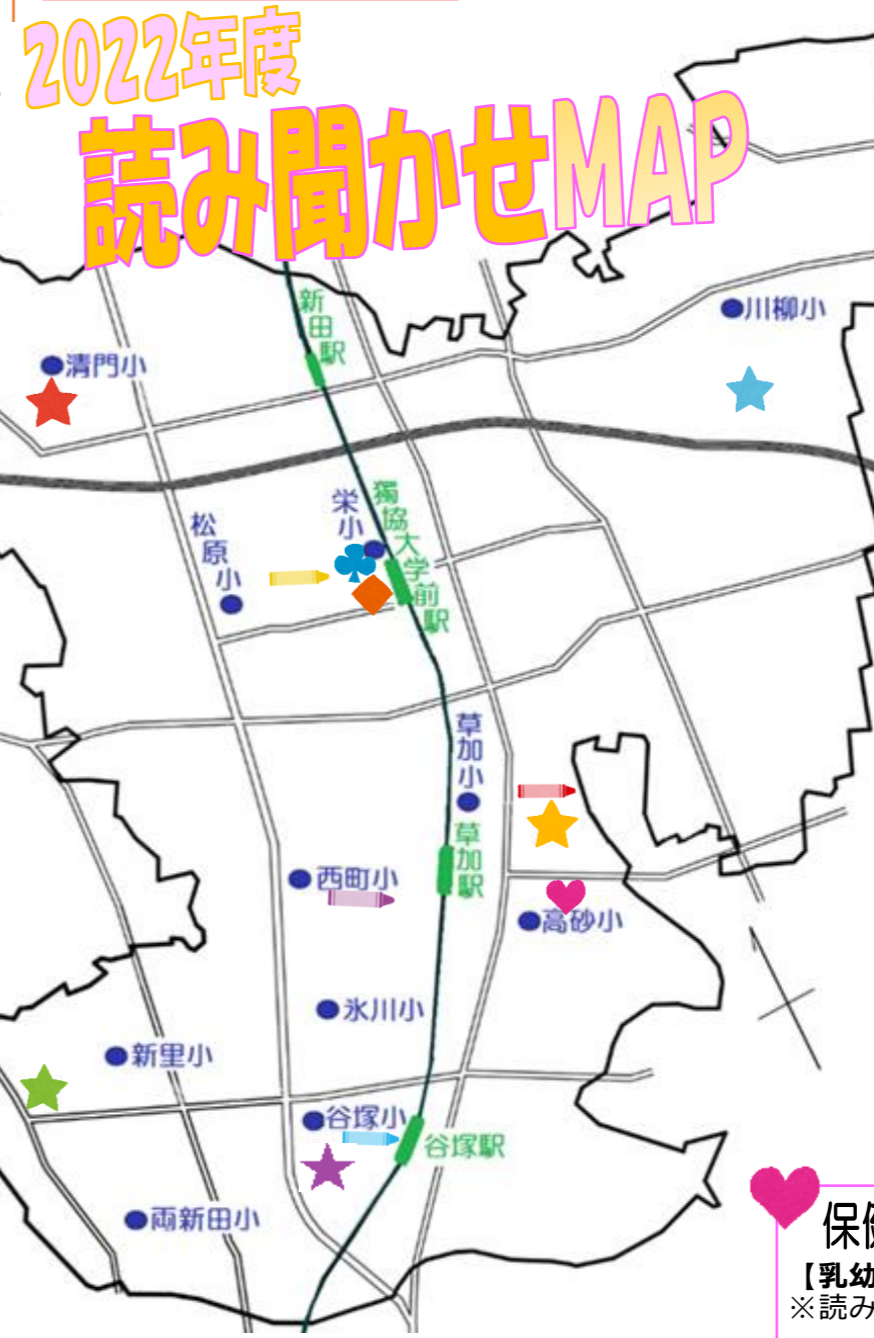 2022年度
読み聞かせMAP
新田駅
川柳小
清門小
獨協大学前駅
栄小
松原小
草加小
草加駅
西町小
高砂小
氷川小
新里小
谷塚小
谷塚駅
両新田小
保健
【乳幼
※読み